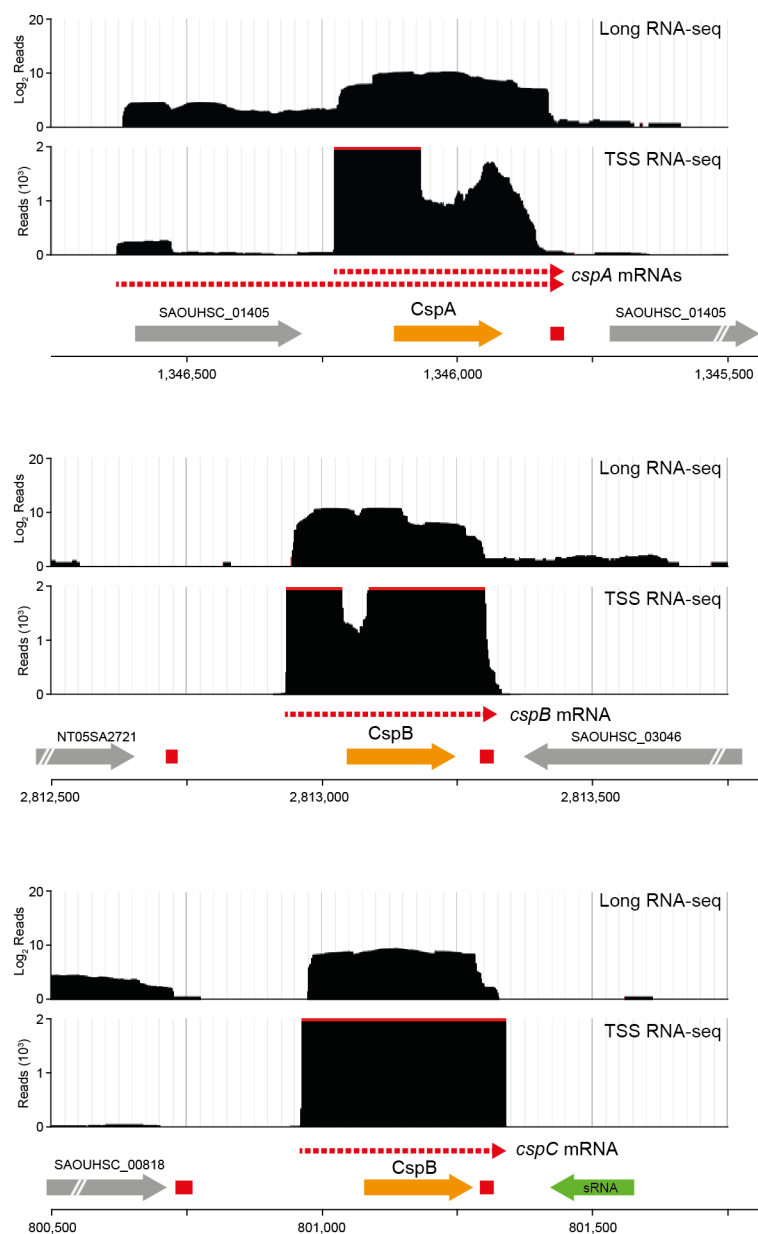 Long RNA-seq
Log2 Reads
20
10
0
TSS RNA-seq
Reads (10³)
2
1
0
cspA mRNAs
SAOUHSC_01405
CspA
SAOUHSC_01405
1,346,500
1,346,000
1,345,500
Long RNA-seq
Log2 Reads
20
10
0
TSS RNA-seq
Reads (10³)
2
1
0
cspB mRNA
NT05SA2721
CspB
SAOUHSC_03046
2,812,500
2,813,000
2,813,500
Long RNA-seq
Log2 Reads
20
10
0
TSS RNA-seq
Reads (10³)
2
1
0
cspC mRNA
SAOUHSC_00818
CspB
sRNA
800,500
801,000
801,500